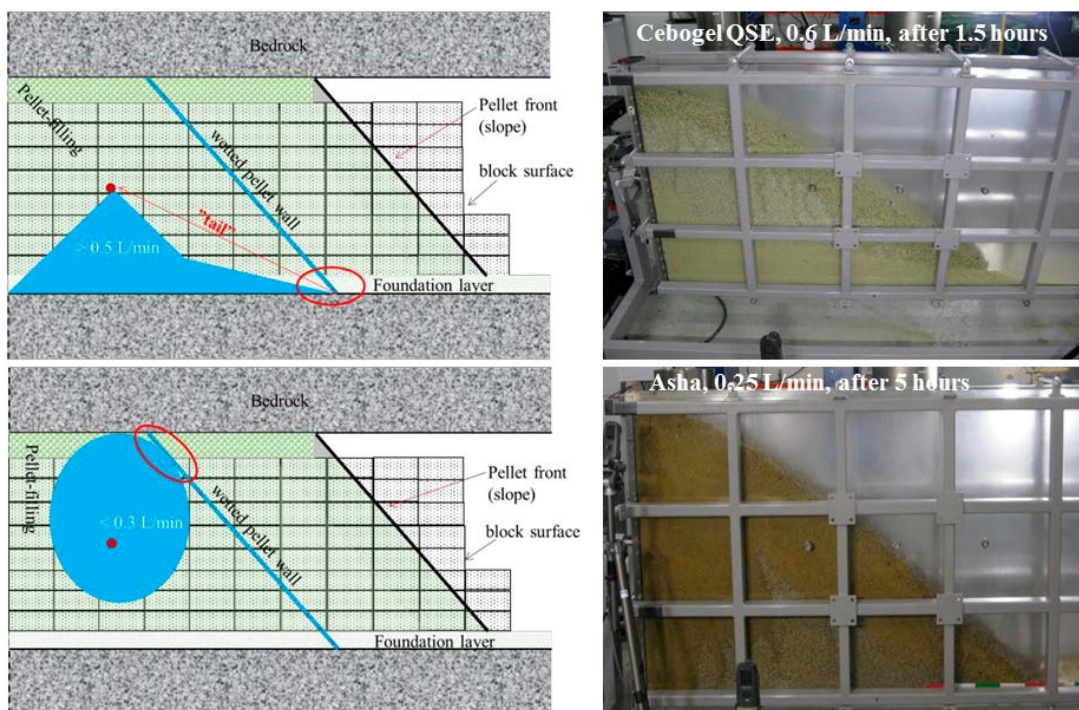 Bedrock
Pellet-filling
wetted pellet wall
Pellet front
(slope)
block surface
"tail"
> 0.5 L/min
Foundation layer
Cebogel QSE, 0.6 L/min, after 1.5 hours
Bedrock
Pellet-filling
wetted pellet wall
Pellet front
(slope)
block surface
< 0.3 L/min
Foundation layer
Asha, 0.25 L/min, after 5 hours